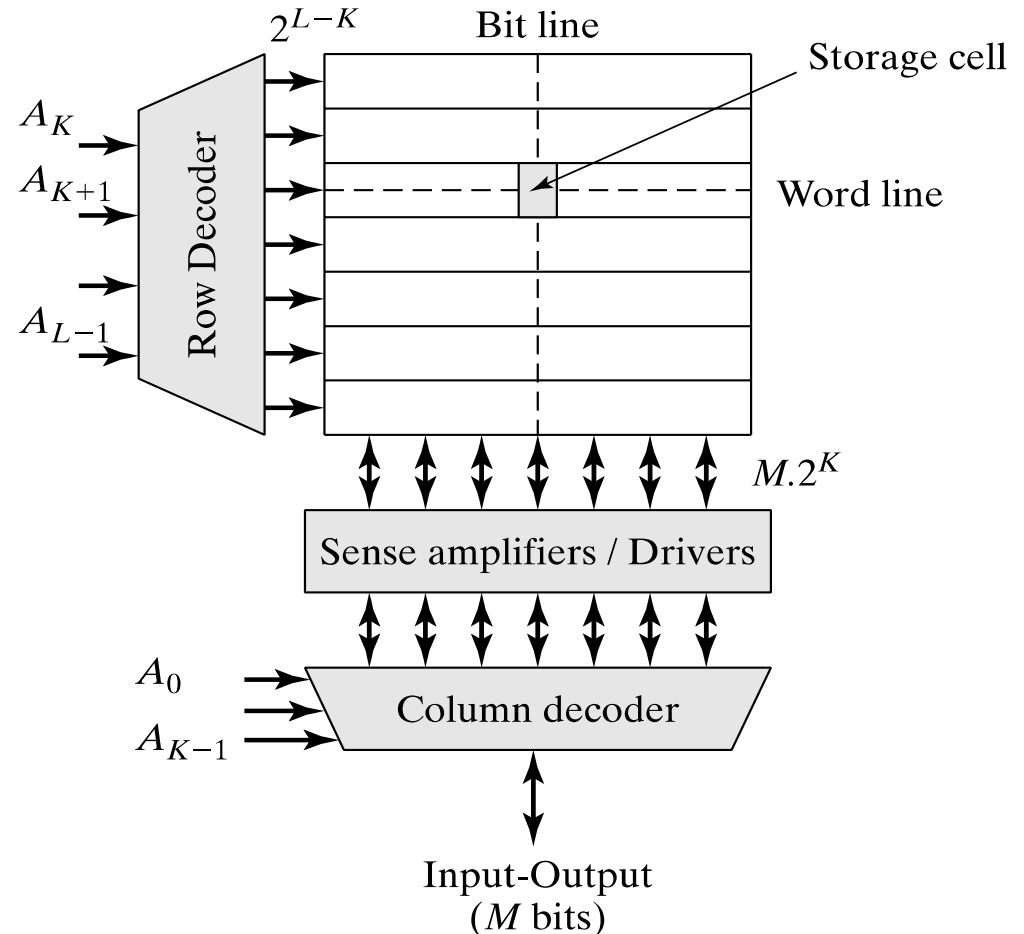 2^{L-K}
Bit line
Storage cell
A_K
A_{K+1}
A_{L-1}
Row Decoder
Word line
M.2^K
Sense amplifiers / Drivers
A_0
A_{K-1}
Column decoder
Input-Output
(M bits)